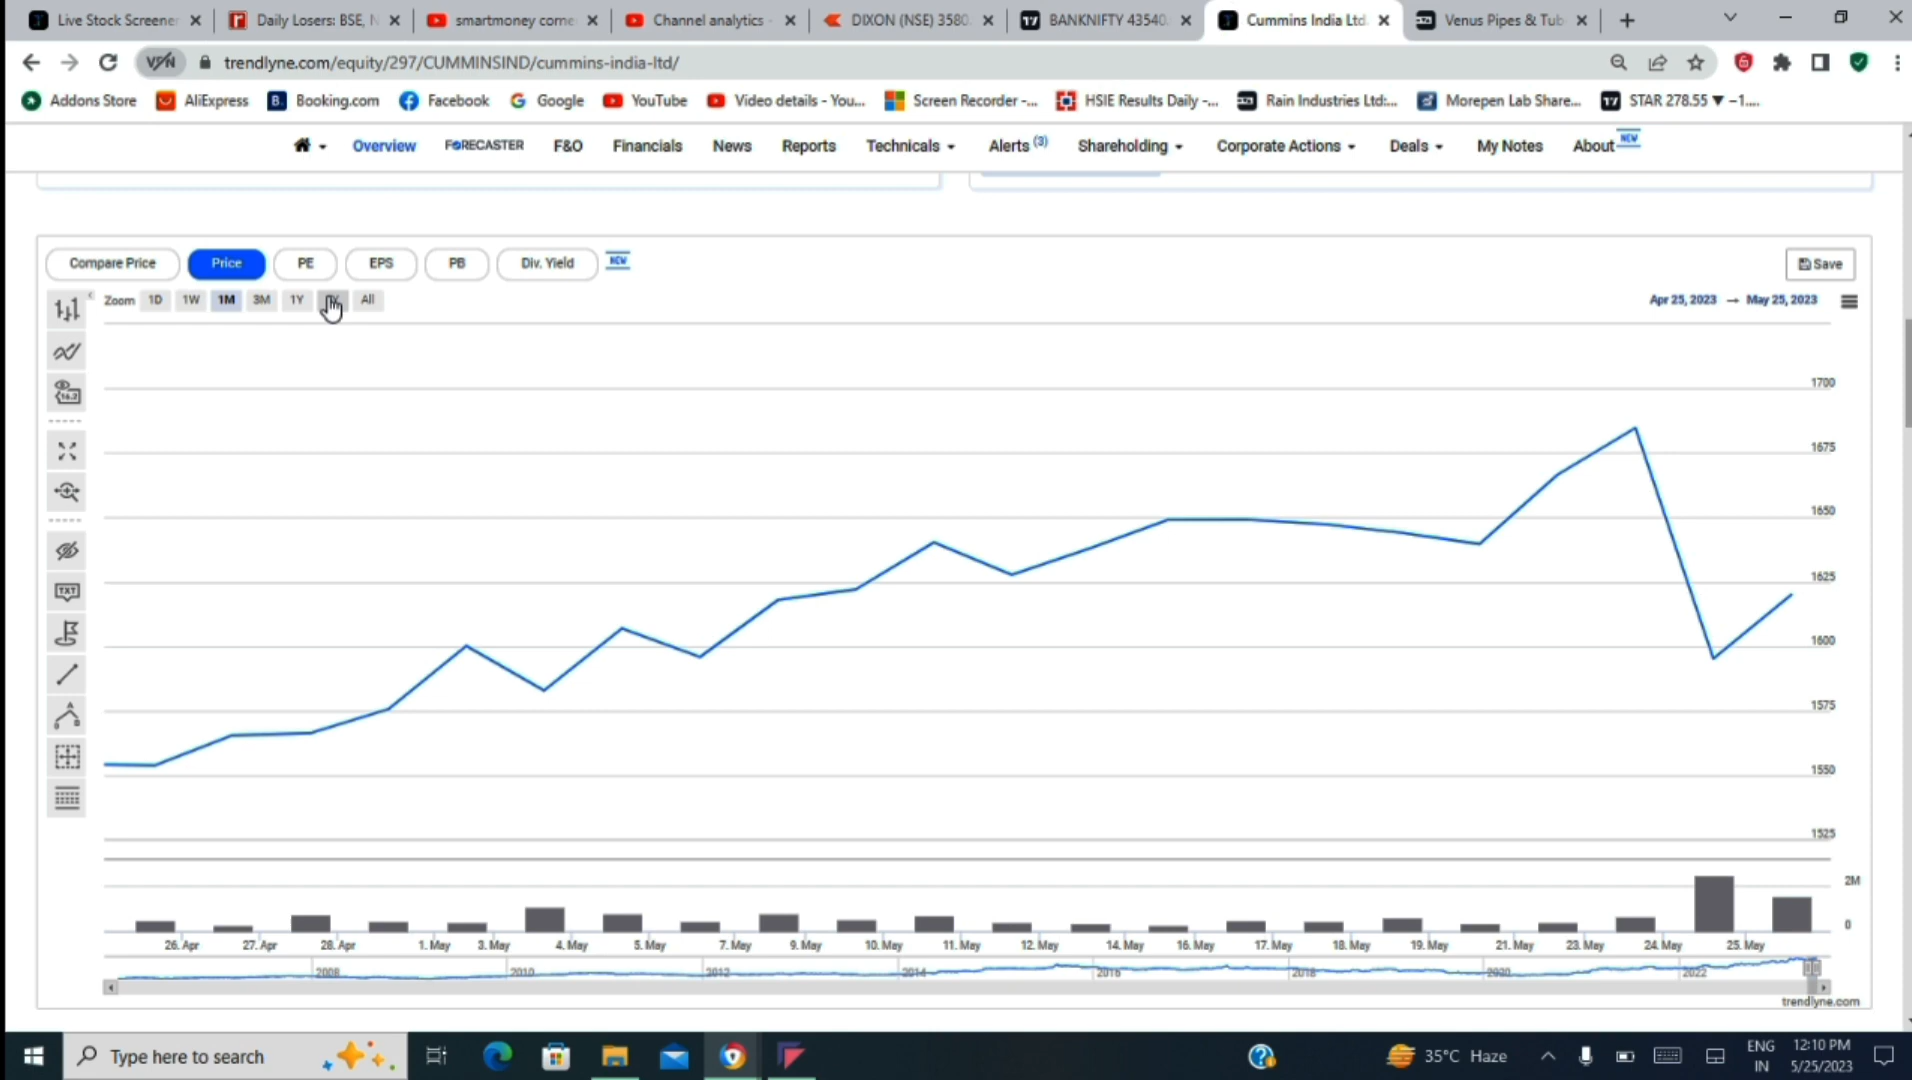 Live Stock Screener
Daily Losers: BSE, N
smartmoney corne
Channel analytics -
DIXON (NSE) 3580.
BANKNIFTY 43540.
Cummins India Ltd.
Venus Pipes & Tub
trendlyne.com/equity/297/CUMMINSIND/cummins-india-ltd/
Addons Store
AliExpress
Booking.com
Facebook
Google
YouTube
Video details - You...
Screen Recorder -...
HSIE Results Daily -...
Rain Industries Ltd:...
Morepen Lab Share...
STAR 278.55 ▼ −1....
Overview
FORECASTER
F&O
Financials
News
Reports
Technicals
Alerts (3)
Shareholding
Corporate Actions
Deals
My Notes
About NEW
Compare Price
Price
PE
EPS
PB
Div. Yield
NEW
Save
Zoom 1D 1W 1M 3M 1Y All
Apr 25, 2023 → May 25, 2023
1700
1675
1650
1625
1600
1575
1550
1525
TXT
2M
0
26. Apr 27. Apr 28. Apr 1. May 3. May 4. May 5. May 7. May 9. May 10. May 11. May 12. May 14. May 16. May 17. May 18. May 19. May 21. May 23. May 24. May 25. May
2008 2010 2012 2014 2016 2018 2020 2022
trendlyne.com
Type here to search
35°C Haze
ENG
IN
12:10 PM
5/25/2023